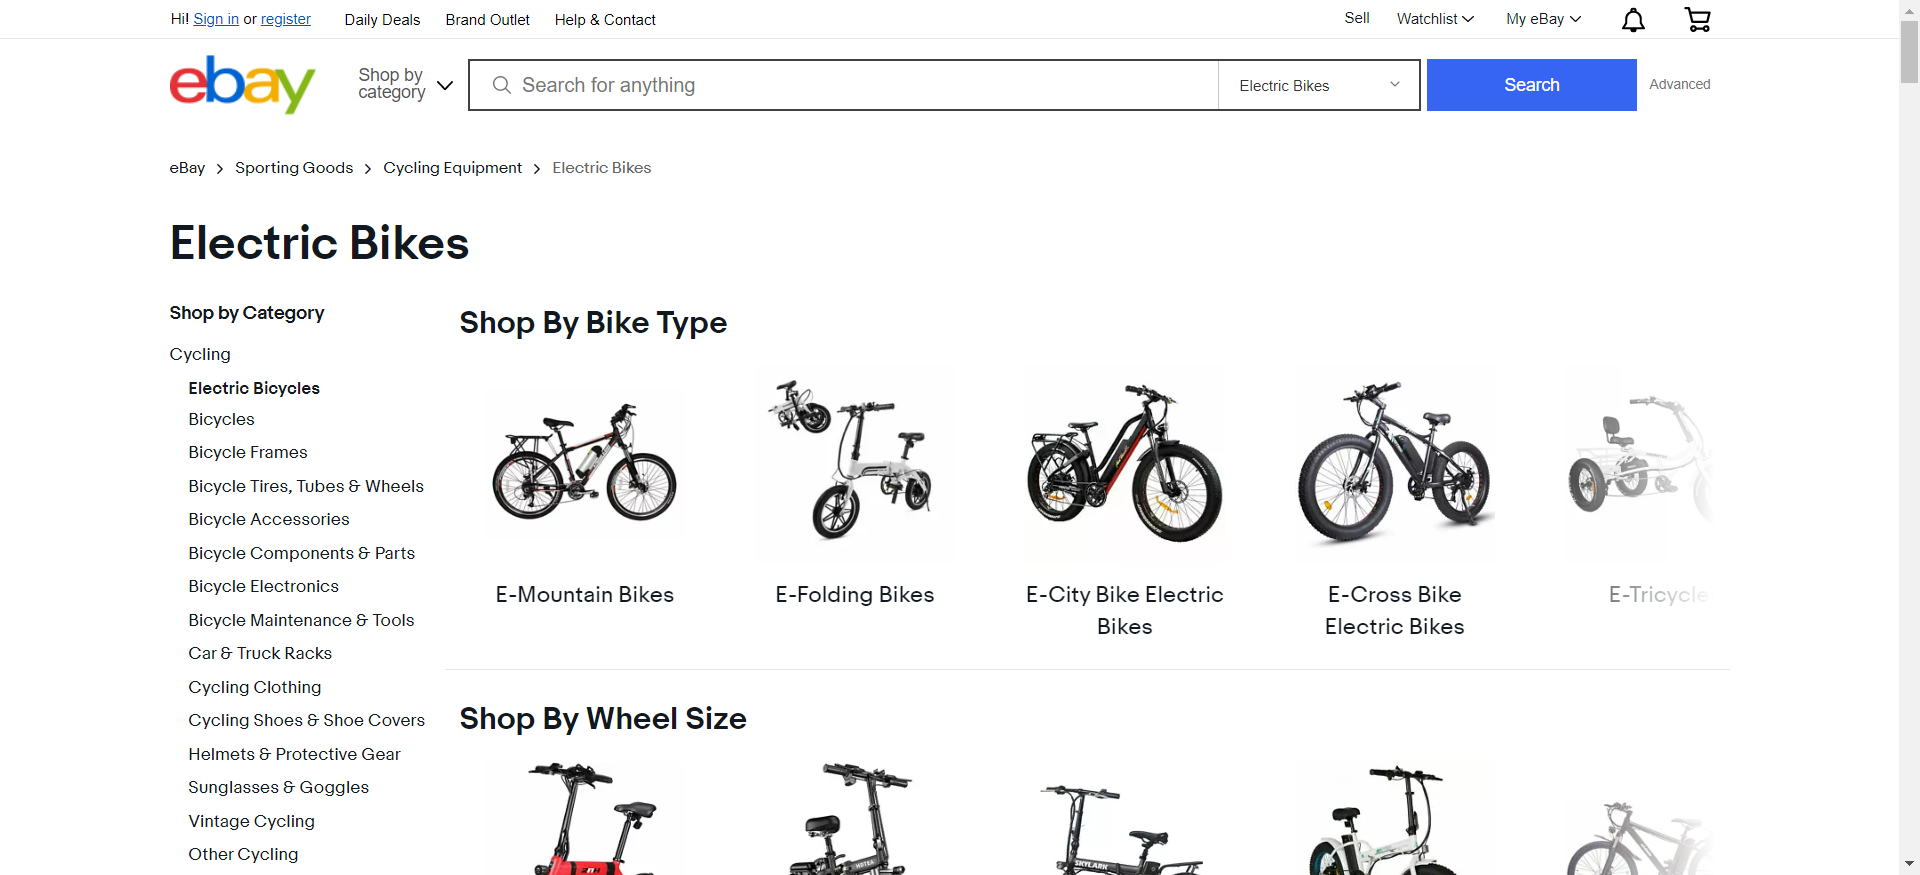 Hi! Sign in or register
Daily Deals
Brand Outlet
Help & Contact
Sell
Watchlist
My eBay
ebay
Shop by
category
Search for anything
Electric Bikes
Search
Advanced
eBay
Sporting Goods
Cycling Equipment
Electric Bikes
Electric Bikes
Shop by Category
Cycling
Electric Bicycles
Bicycles
Bicycle Frames
Bicycle Tires, Tubes & Wheels
Bicycle Accessories
Bicycle Components & Parts
Bicycle Electronics
Bicycle Maintenance & Tools
Car & Truck Racks
Cycling Clothing
Cycling Shoes & Shoe Covers
Helmets & Protective Gear
Sunglasses & Goggles
Vintage Cycling
Other Cycling
Shop By Bike Type
E-Mountain Bikes
E-Folding Bikes
E-City Bike Electric
Bikes
E-Cross Bike
Electric Bikes
E-Tricycle
Shop By Wheel Size
SKYLARK